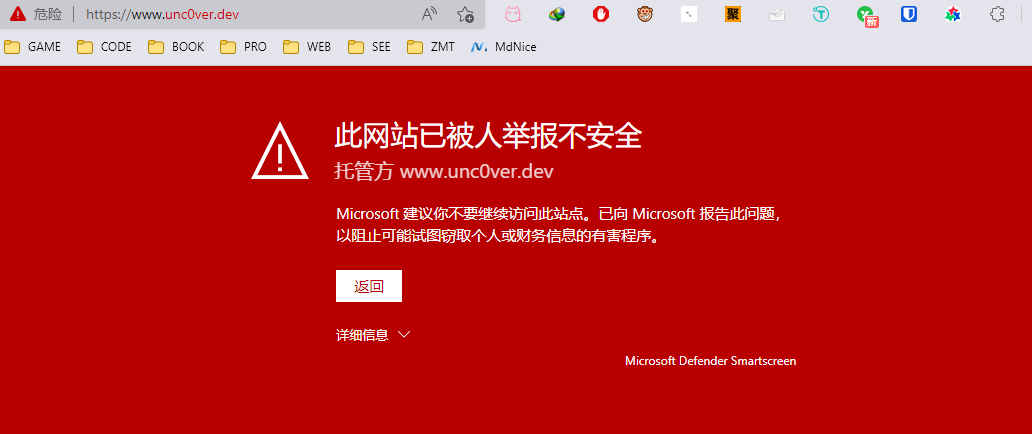 危险 https://www.unc0ver.dev A
GAME CODE BOOK PRO WEB SEE ZMT MdNice
聚 新
此网站已被人举报不安全
托管方 www.unc0ver.dev
Microsoft 建议你不要继续访问此站点。已向 Microsoft 报告此问题，
以阻止可能试图窃取个人或财务信息的有害程序。
返回
详细信息
Microsoft Defender Smartscreen